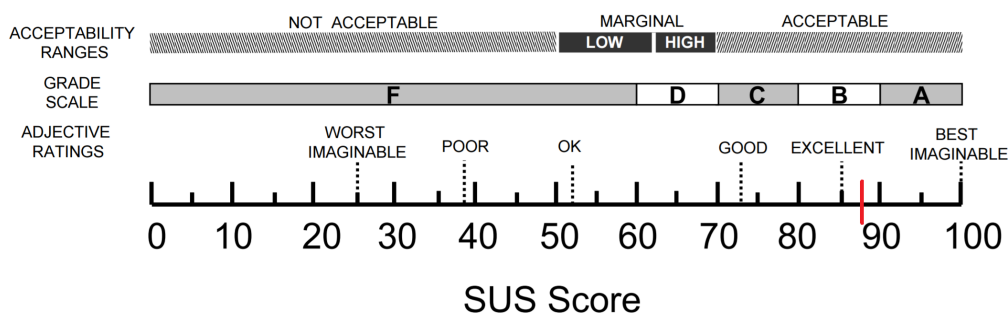 NOT ACCEPTABLE MARGINAL ACCEPTABLE
ACCEPTABILITY
RANGES
LOW HIGH
GRADE
SCALE
F D C B A
ADJECTIVE
RATINGS
WORST
IMAGINABLE
POOR
OK
GOOD
EXCELLENT
BEST
IMAGINABLE
0 10 20 30 40 50 60 70 80 90 100
SUS Score